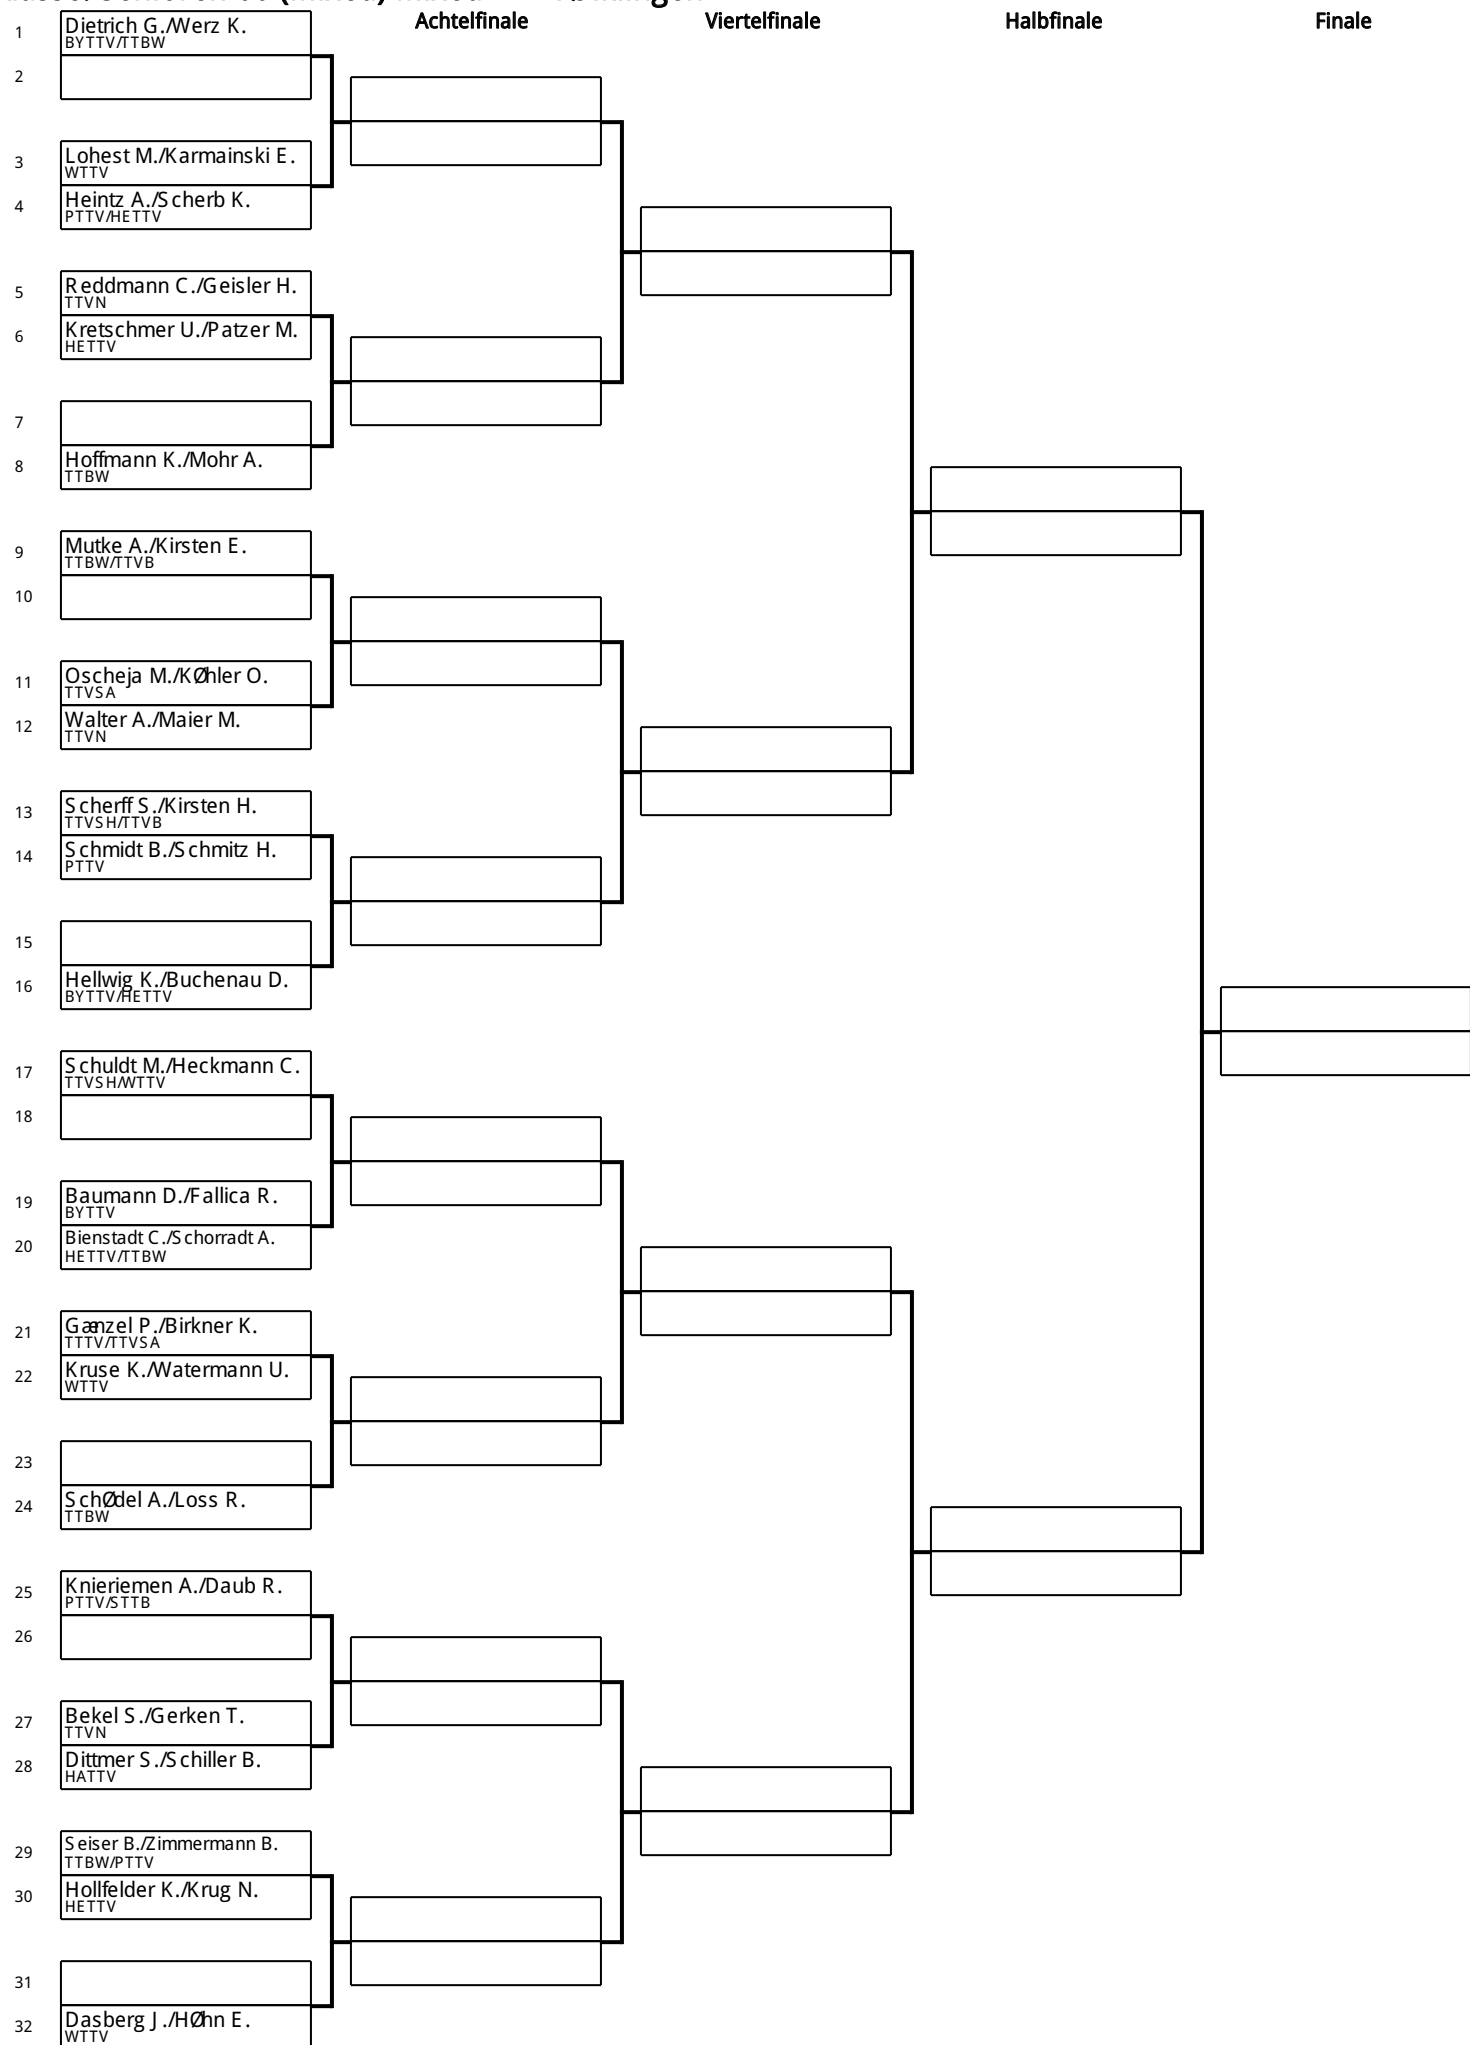 Achtelfinale Viertelfinale Halbfinale Finale
1 Dietrich G./Werz K.
BYTTV/TTBW
2
3 Lohest M./Karmainski E.
WTTV
4 Heintz A./Scherb K.
PTTV/HETTV
5 Reddmann C./Geisler H.
TTVN
6 Kretschmer U./Patzer M.
HETTV
7
8 Hoffmann K./Mohr A.
TTBW
9 Mutke A./Kirsten E.
TTBW/TTVB
10
11 Oscheja M./KØhler O.
TTVSA
12 Walter A./Maier M.
TTVN
13 Scherff S./Kirsten H.
TTVSH/TTVB
14 Schmidt B./Schmitz H.
PTTV
15
16 Hellwig K./Buchenau D.
BYTTV/HETTV
17 Schuldt M./Heckmann C.
TTVSH/WTTV
18
19 Baumann D./Fallica R.
BYTTV
20 Bienstadt C./Schorradt A.
HETTV/TTBW
21 Gænzel P./Birkner K.
TTTV/TTVSA
22 Kruse K./Watermann U.
WTTV
23
24 SchØdel A./Loss R.
TTBW
25 Knieriemen A./Daub R.
PTTV/STTB
26
27 Bekel S./Gerken T.
TTVN
28 Dittmer S./Schiller B.
HATTV
29 Seiser B./Zimmermann B.
TTBW/PTTV
30 Hollfelder K./Krug N.
HETTV
31
32 Dasberg J./HØhn E.
WTTV